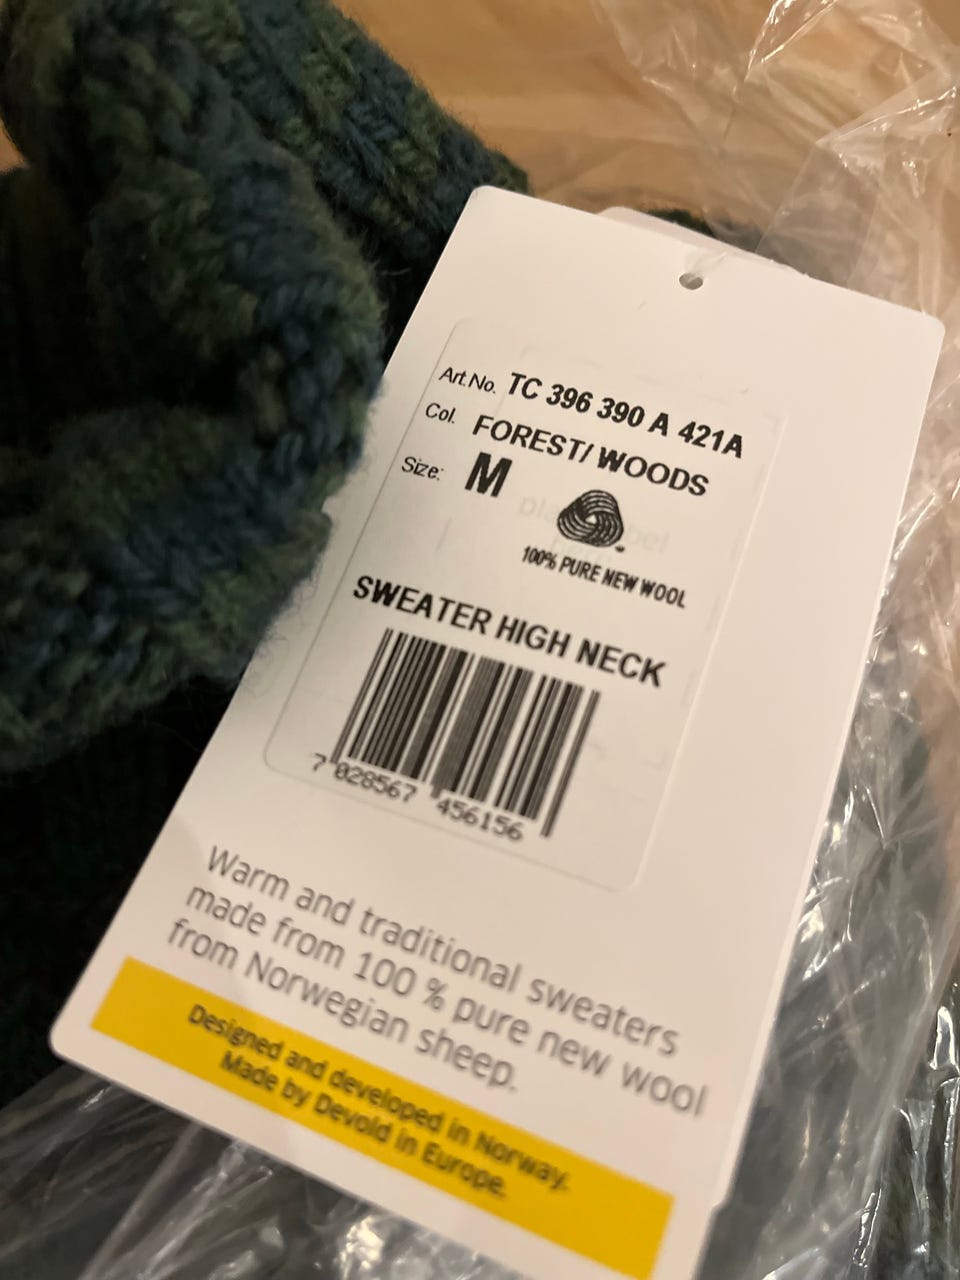 Art.No. TC 396 390 A 421A
Col. FOREST/ WOODS
Size: M
100% PURE NEW WOOL
SWEATER HIGH NECK
7 028567 456156
Warm and traditional sweaters
made from 100 % pure new wool
from Norwegian sheep.
Designed and developed in Norway.
Made by Devold in Europe.